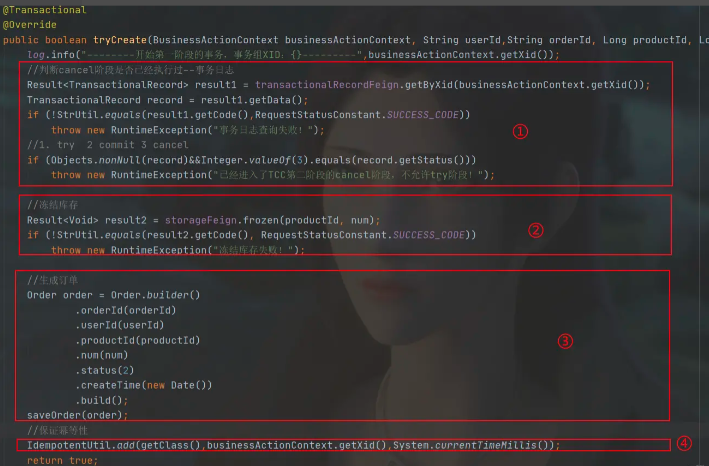 @Transactional
@Override
public boolean tryCreate(BusinessActionContext businessActionContext, String userId,String orderId, Long productId, Lo
log.info("--------开始第一阶段的事务，事务组XID：{}---------",businessActionContext.getXid());
//判断cancel阶段是否已经执行过--事务日志
Result<TransactionalRecord> result1 = transactionalRecordFeign.getByXid(businessActionContext.getXid());
TransactionalRecord record = result1.getData();
if (!StrUtil.equals(result1.getCode(),RequestStatusConstant.SUCCESS_CODE))
throw new RuntimeException("事务日志查询失败！");
①
//1. try  2 commit 3 cancel
if (Objects.nonNull(record)&&Integer.valueOf(3).equals(record.getStatus()))
throw new RuntimeException("已经进入了TCC第二阶段的cancel阶段，不允许try阶段！");
//冻结库存
Result<Void> result2 = storageFeign.frozen(productId, num);
②
if (!StrUtil.equals(result2.getCode(), RequestStatusConstant.SUCCESS_CODE))
throw new RuntimeException("冻结库存失败！");
//生成订单
Order order = Order.builder()
.orderId(orderId)
.userId(userId)
.productId(productId)
③
.num(num)
.status(2)
.createTime(new Date())
.build();
saveOrder(order);
//保证幂等性
IdempotentUtil.add(getClass(),businessActionContext.getXid(),System.currentTimeMillis());
④
return true;